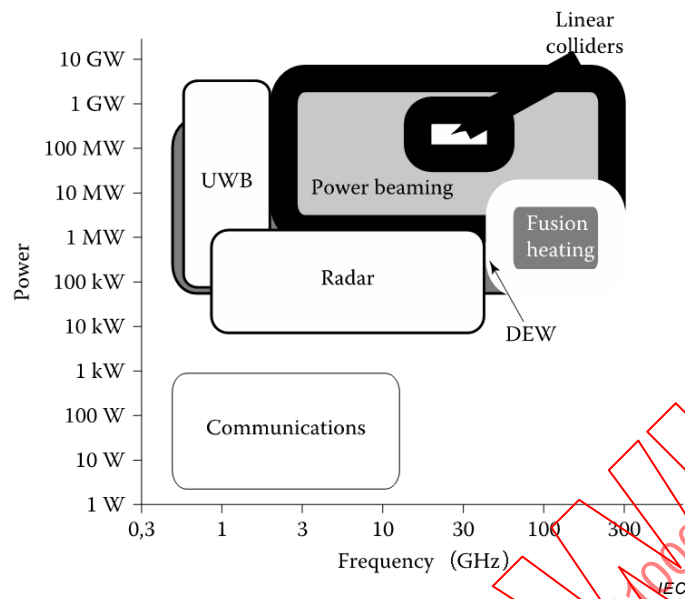 Linear
colliders
10 GW
1 GW
100 MW
10 MW
1 MW
100 kW
10 kW
1 kW
100 W
10 W
1 W
Power
UWB
Power beaming
Fusion
heating
Radar
DEW
Communications
0,3
1
3
10
30
100
300
Frequency (GHz)
IEC